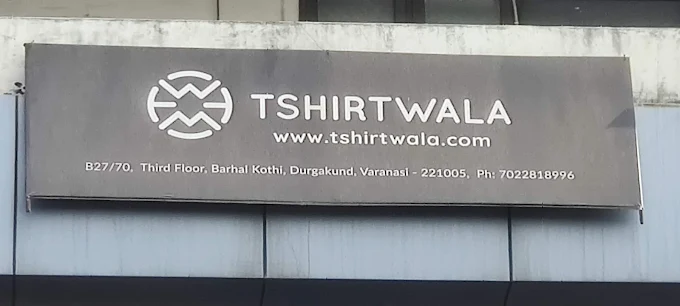 TSHIRTWALA
www.tshirtwala.com
B27/70, Third Floor, Barhal Kothi, Durgakund, Varanasi - 221005, Ph: 7022818996